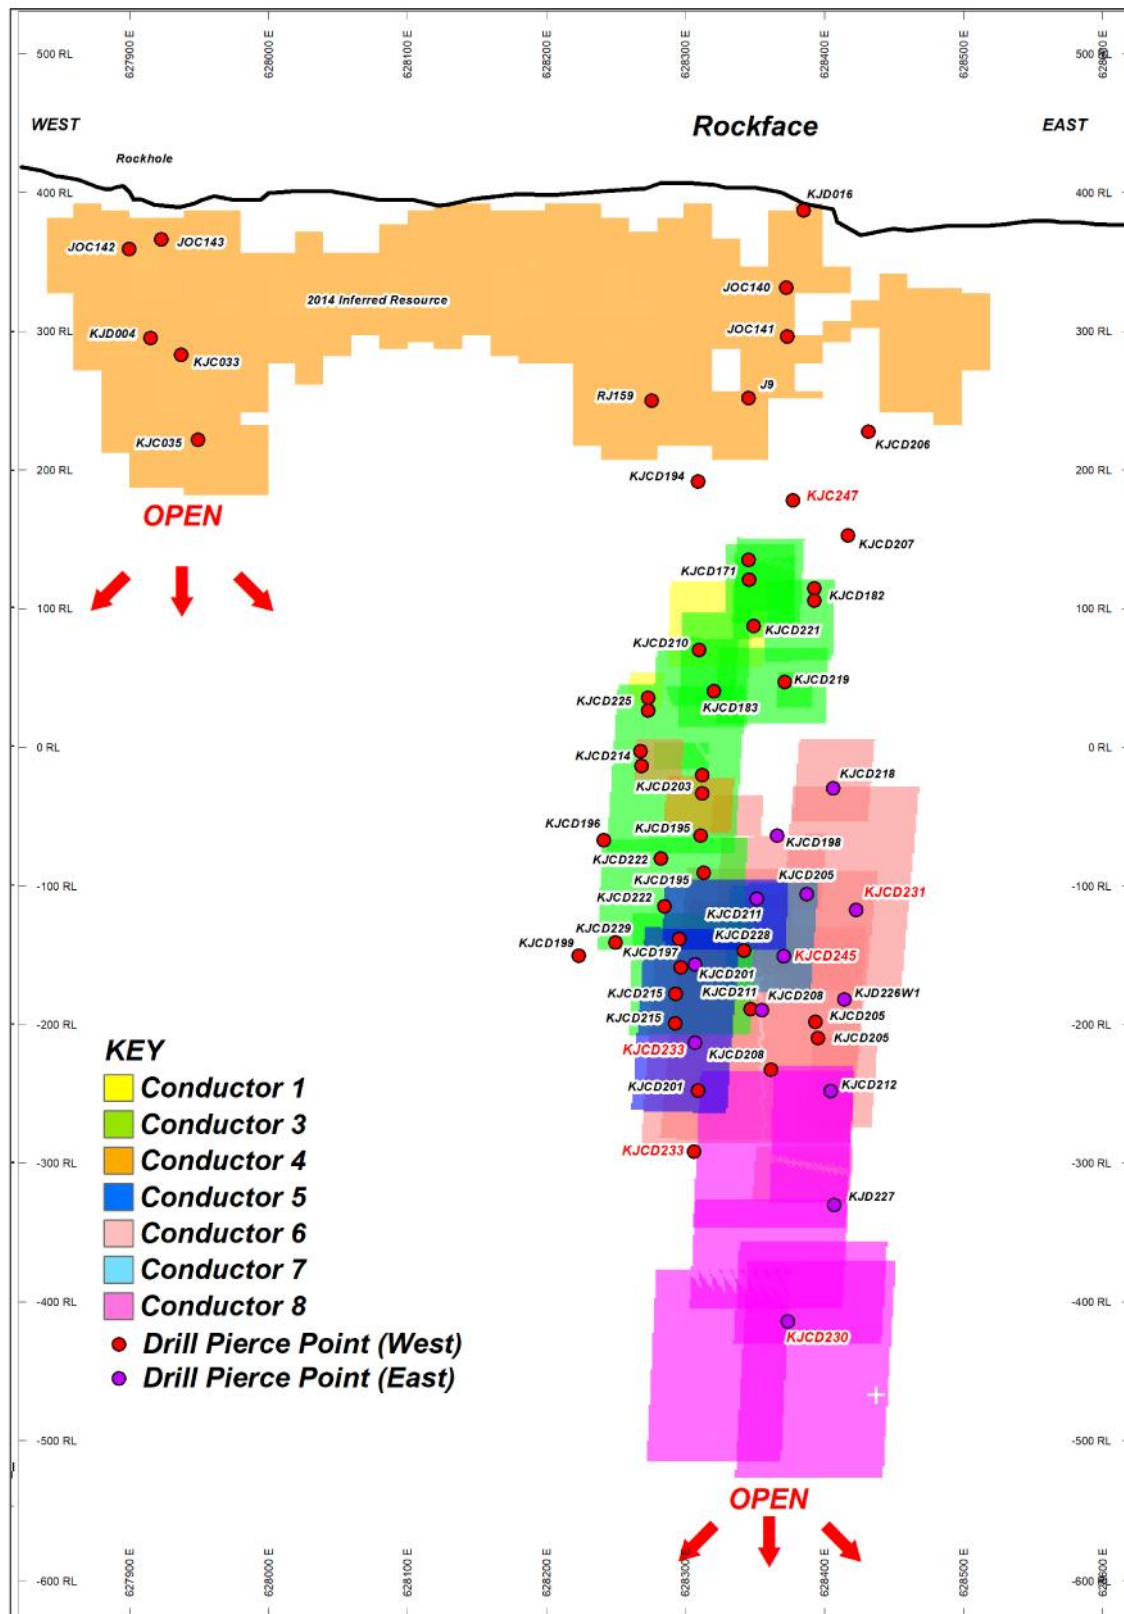 627900 E
628000 E
628100 E
628200 E
628300 E
628400 E
628500 E
628600 E
500 RL
500 RL
WEST
Rockface
EAST
Rockhole
400 RL
KJD016
400 RL
JOC142
JOC143
JOC140
2014 Inferred Resource
300 RL
KJD004
JOC141
300 RL
KJC033
RJ159
J9
KJC035
KJCD206
200 RL
KJCD194
200 RL
KJC247
OPEN
KJCD207
KJCD171
100 RL
KJCD182
100 RL
KJCD221
KJCD210
KJCD219
KJCD225
KJCD183
0 RL
KJCD214
0 RL
KJCD218
KJCD203
KJCD196
KJCD195
KJCD198
KJCD222
KJCD205
-100 RL
KJCD195
KJCD231
-100 RL
KJCD222
KJCD211
KJCD229
KJCD228
KJCD199
KJCD197
KJCD245
KJCD201
KJCD215
KJCD211
KJCD208
KJD226W1
-200 RL
KJCD215
KJCD205
-200 RL
KJCD205
KJCD233
KJCD208
KEY
KJCD201
KJCD212
Conductor 1
Conductor 3
KJCD233
-300 RL
Conductor 4
-300 RL
Conductor 5
KJD227
Conductor 6
Conductor 7
Conductor 8
-400 RL
-400 RL
Drill Pierce Point (West)
KJCD230
Drill Pierce Point (East)
-500 RL
-500 RL
OPEN
-600 RL
-600 RL
627900 E
628000 E
628100 E
628200 E
628300 E
628400 E
628500 E
628600 E